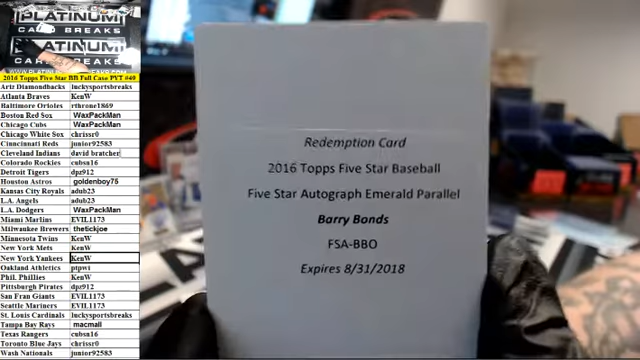 PLATINUM
CARD BREAKS
PLATINUM
CARD BREAKS
2016 Topps Five Star BB Full Case PYT #49
Ariz Diamondbacks luckysportsbreaks
Atlanta Braves KenW
Baltimore Orioles rthrone1869
Boston Red Sox WaxPackMan
Chicago Cubs WaxPackMan
Chicago White Sox chrissr0
Cinncinnati Reds junior92583
Cleveland Indians david bratcher
Colorado Rockies cubsn16
Detroit Tigers dpz912
Houston Astros goldenboy75
Kansas City Royals adub23
L.A. Angels adub23
L.A. Dodgers WaxPackMan
Miami Marlins EVIL1173
Milwaukee Brewers thetickjoe
Minnesota Twins KenW
New York Mets KenW
New York Yankees KenW
Oakland Athletics ptpwi
Phil. Phillies KenW
Pittsburgh Pirates dpz912
San Fran Giants EVIL1173
Seattle Mariners EVIL1173
St. Louis Cardinals luckysportsbreaks
Tampa Bay Rays macmall
Texas Rangers cubsn16
Toronto Blue Jays chrissr0
Wash Nationals junior92583
Redemption Card
2016 Topps Five Star Baseball
Five Star Autograph Emerald Parallel
Barry Bonds
FSA-BBO
Expires 8/31/2018